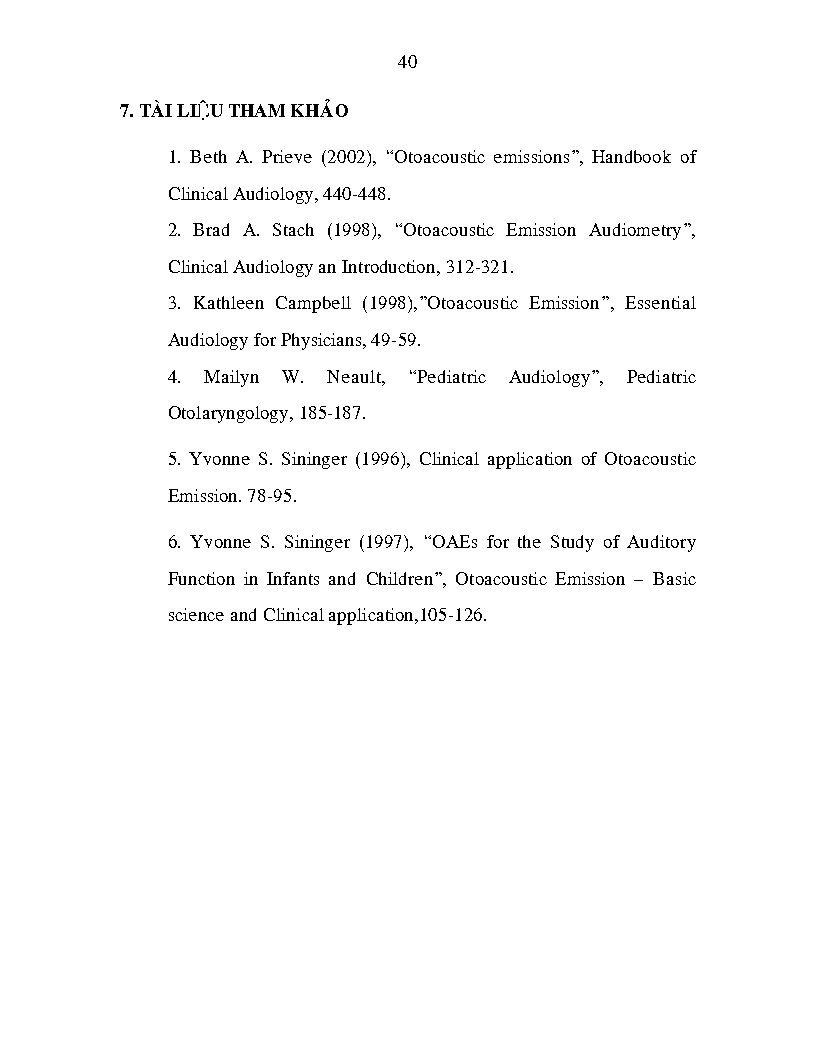 40
7. TÀI LIỆU THAM KHẢO
1. Beth A. Prieve (2002), “Otoacoustic emissions”, Handbook of
Clinical Audiology, 440-448.
2. Brad A. Stach (1998), “Otoacoustic Emission Audiometry”,
Clinical Audiology an Introduction, 312-321.
3. Kathleen Campbell (1998),”Otoacoustic Emission”, Essential
Audiology for Physicians, 49-59.
4. Mailyn W. Neault, “Pediatric Audiology”, Pediatric
Otolaryngology, 185-187.
5. Yvonne S. Sininger (1996), Clinical application of Otoacoustic
Emission. 78-95.
6. Yvonne S. Sininger (1997), “OAEs for the Study of Auditory
Function in Infants and Children”, Otoacoustic Emission – Basic
science and Clinical application,105-126.